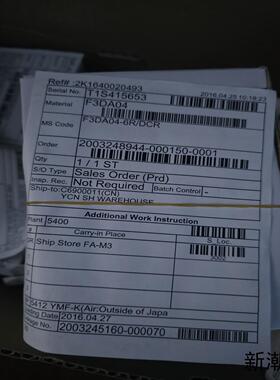 Ref#: :2K1640020493
Serial No. T1S415653 2016.04.25 10:18:23
Material F3DA04
MS Code F3DA04-6R/DCR
Order 2003248944-000150-0001
Qty 1 / 1 ST
S/O Type Sales Order (Prd)
Insp. Rec. Not Required Batch Control -
Ship-to: C690001(CN)
YCN SH WAREHOUSE
Additional Work Instruction
Plant 5400
Carry-in Place S. Loc.
Ship Store FA-M3
5412 YMF-K(Air:Outside of Japa
2016.04.27
2003245160-000070
新潮